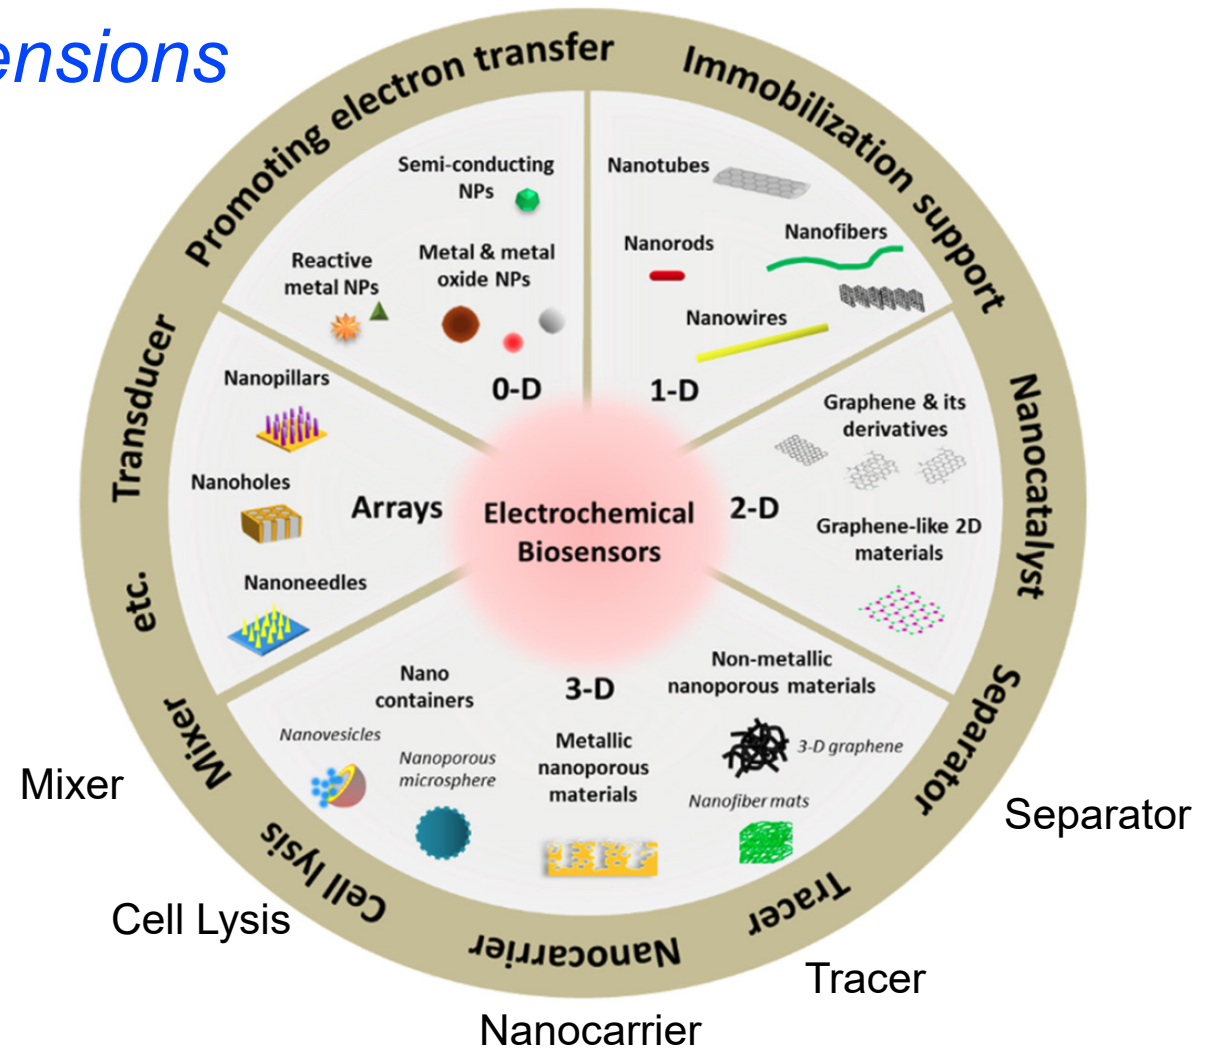 ensions
Promoting electron transfer
Immobilization support
Nanocatalyst
Separator
Tracer
Nanocarrier
Cell lysis
Mixer
etc.
Transducer
Semi-conducting
NPs
Reactive
metal NPs
Metal & metal
oxide NPs
0-D
Nanotubes
Nanorods
Nanofibers
Nanowires
1-D
Graphene & its
derivatives
2-D
Graphene-like 2D
materials
Nanopillars
Nanoholes
Arrays
Nanoneedles
Electrochemical
Biosensors
Nano
containers
Nanovesicles
Nanoporous
microsphere
3-D
Metallic
nanoporous
materials
Non-metallic
nanoporous materials
3-D graphene
Nanofiber mats
Mixer
Cell Lysis
Nanocarrier
Tracer
Separator